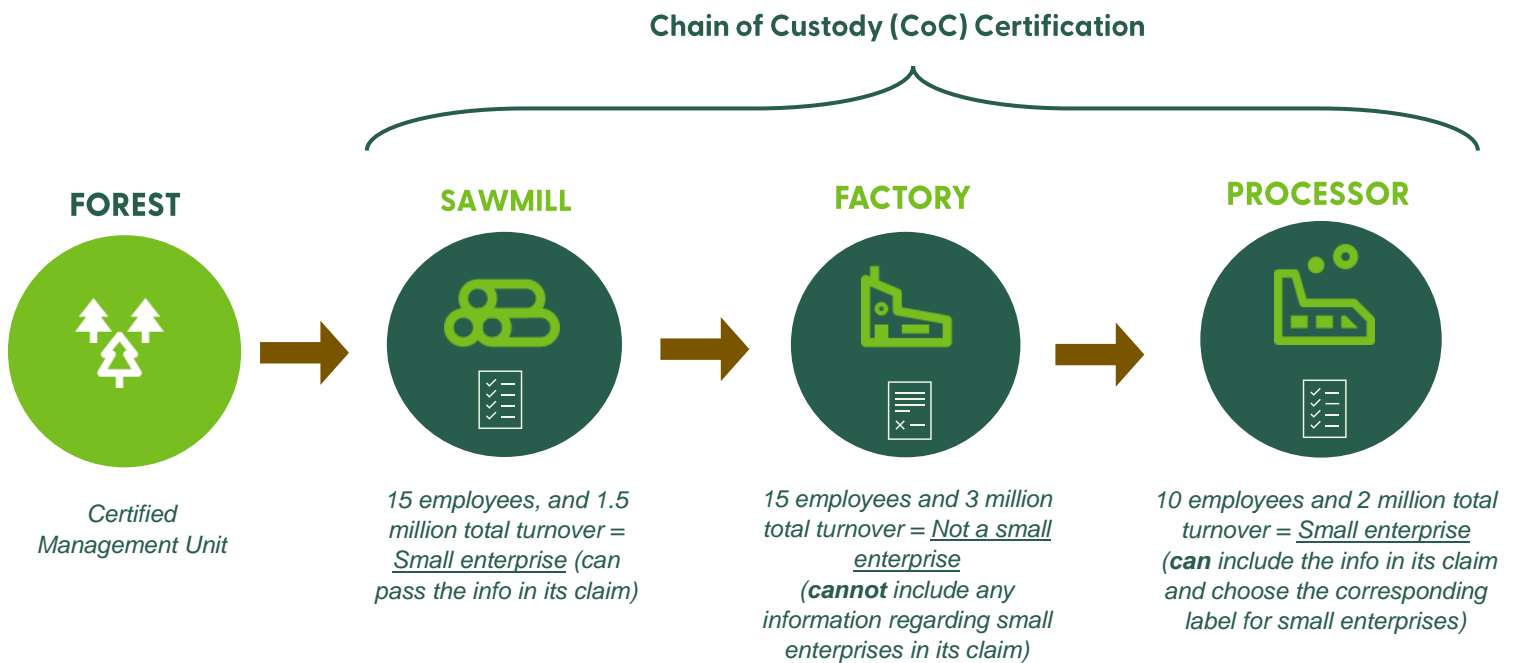 Chain of Custody (CoC) Certification
FOREST
Certified
Management Unit
SAWMILL
15 employees, and 1.5
million total turnover =
Small enterprise (can
pass the info in its claim)
FACTORY
15 employees and 3 million
total turnover = Not a small
enterprise
(cannot include any
information regarding small
enterprises in its claim)
PROCESSOR
10 employees and 2 million total
turnover = Small enterprise
(can include the info in its claim
and choose the corresponding
label for small enterprises)